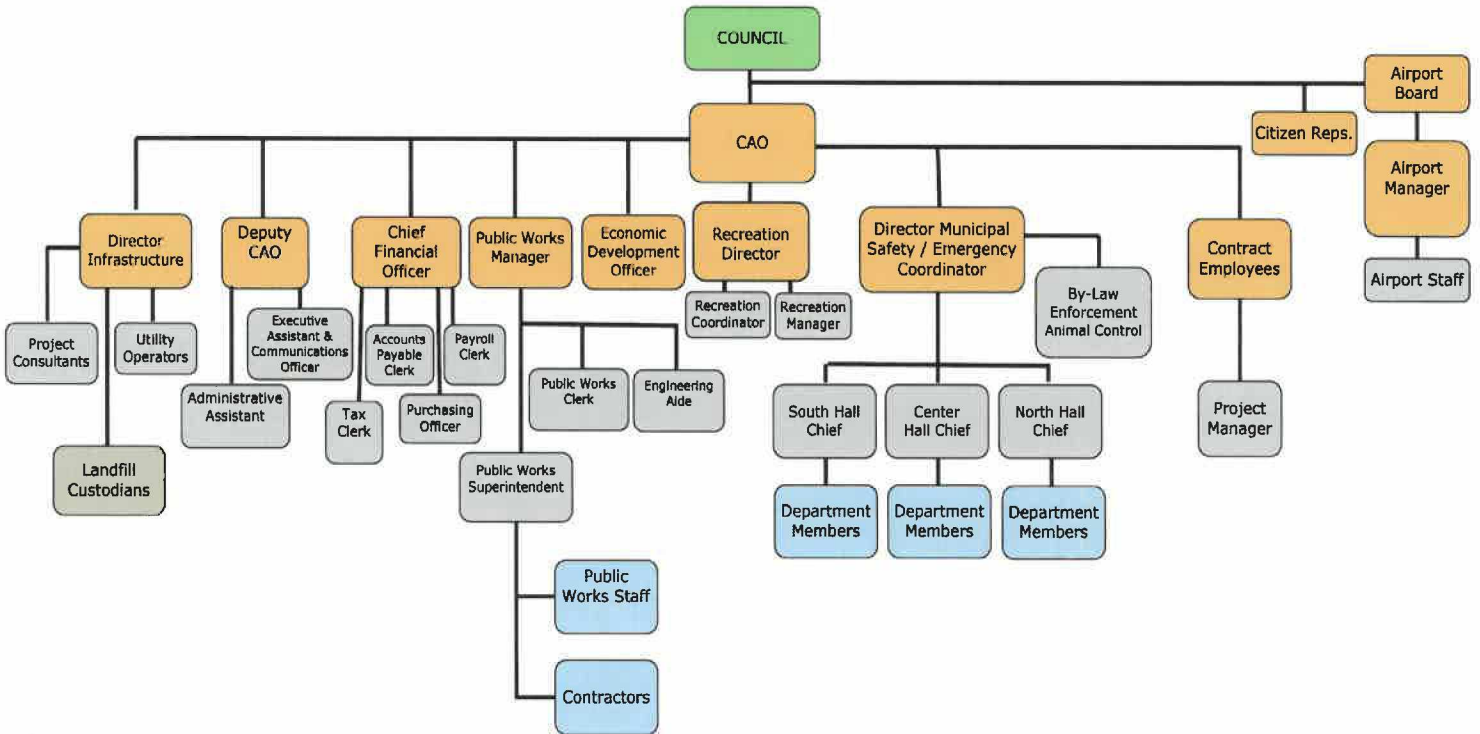 COUNCIL
Airport
Board
Citizen Reps.
CAO
Airport
Manager
Airport Staff
Director
Infrastructure
Deputy
CAO
Chief
Financial
Officer
Public Works
Manager
Economic
Development
Officer
Recreation
Director
Director Municipal
Safety / Emergency
Coordinator
Contract
Employees
By-Law
Enforcement
Animal Control
Project
Consultants
Utility
Operators
Executive
Assistant &
Communications
Officer
Administrative
Assistant
Accounts
Payable
Clerk
Payroll
Clerk
Tax
Clerk
Purchasing
Officer
Recreation
Coordinator
Recreation
Manager
Public Works
Clerk
Engineering
Aide
South Hall
Chief
Center
Hall Chief
North Hall
Chief
Project
Manager
Landfill
Custodians
Public Works
Superintendent
Department
Members
Department
Members
Department
Members
Public
Works Staff
Contractors